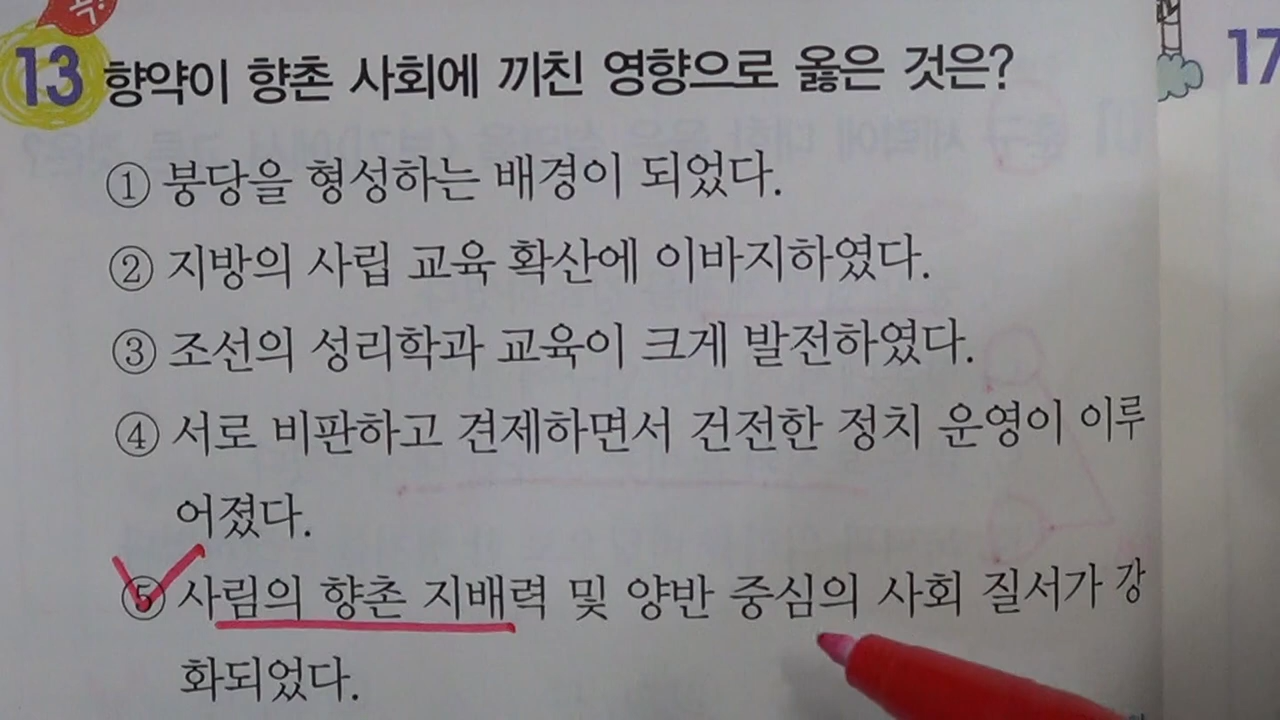 콕!
13 향약이 향촌 사회에 끼친 영향으로 옳은 것은?
17
① 붕당을 형성하는 배경이 되었다.
② 지방의 사립 교육 확산에 이바지하였다.
③ 조선의 성리학과 교육이 크게 발전하였다.
④ 서로 비판하고 견제하면서 건전한 정치 운영이 이루
어졌다.
⑤ 사림의 향촌 지배력 및 양반 중심의 사회 질서가 강
화되었다.